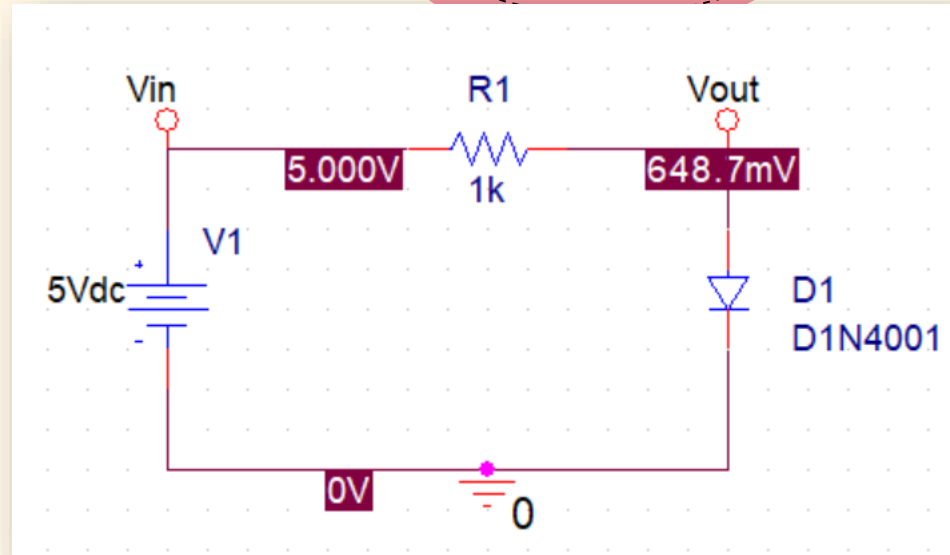 Vin
R1
Vout
5.000V
648.7mV
1k
V1
+
5Vdc
-
D1
D1N4001
0V
0